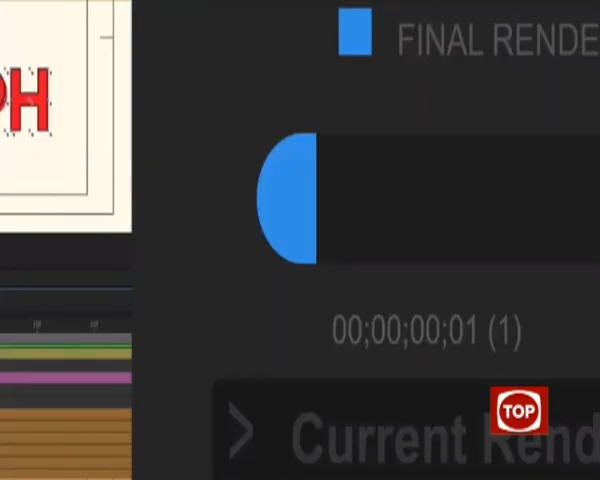 FINAL RENDE
PH
00;00;00;01 (1)
Current Rend
TOP